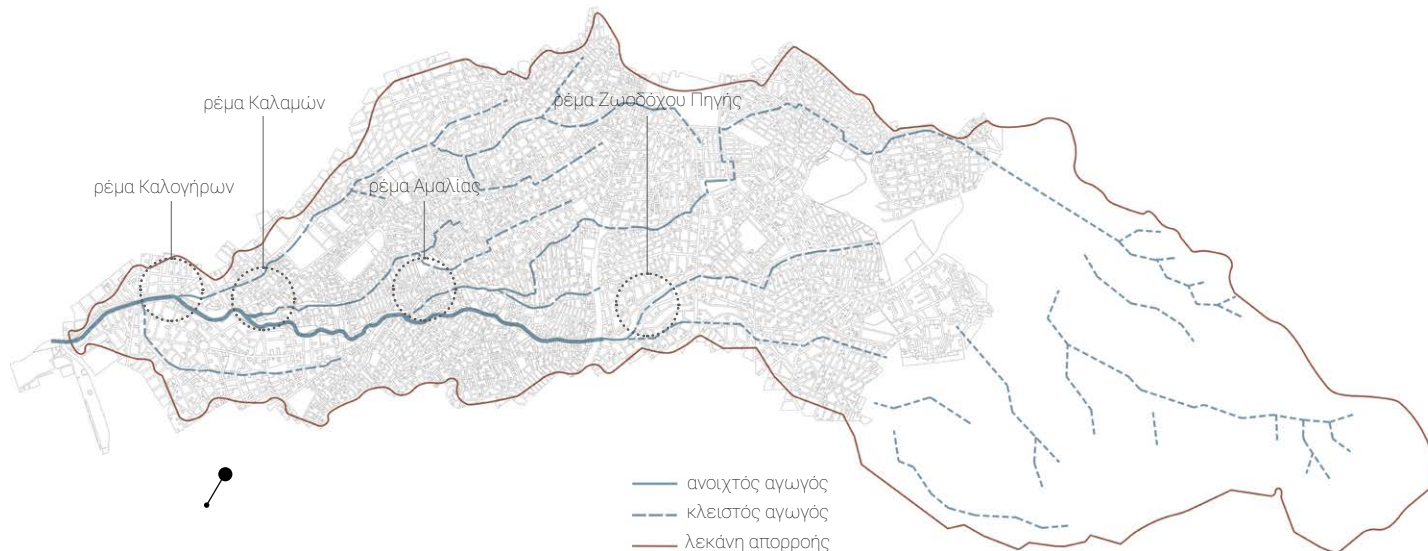 ρέμα Ζωοδόχου Πηγής
ρέμα Καλαμών
ρέμα Καλογήρων
ρέμα Αμαλίας
ανοιχτός αγωγός
κλειστός αγωγός
λεκάνη απορροής